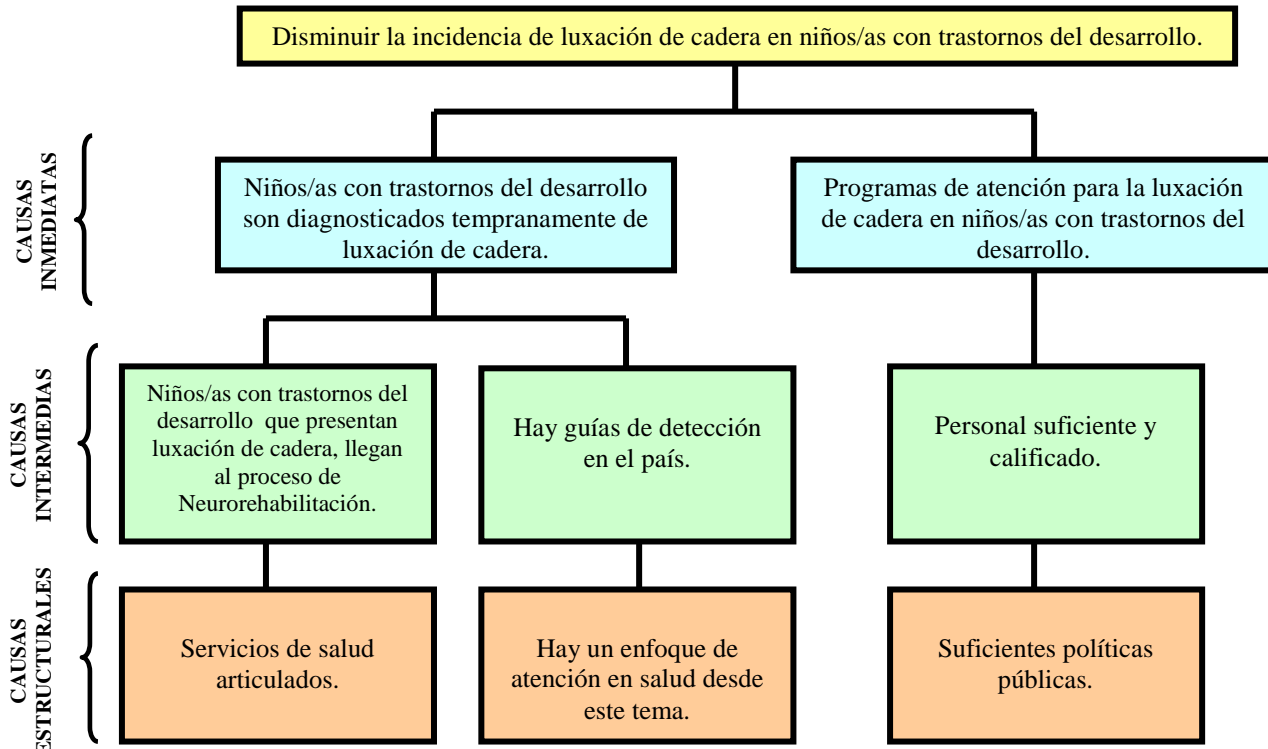 Disminuir la incidencia de luxación de cadera en niños/as con trastornos del desarrollo.
CAUSAS
INMEDIATAS
Niños/as con trastornos del desarrollo
son diagnosticados tempranamente de
luxación de cadera.
Programas de atención para la luxación
de cadera en niños/as con trastornos del
desarrollo.
CAUSAS
INTERMEDIAS
Niños/as con trastornos del
desarrollo que presentan
luxación de cadera, llegan
al proceso de
Neurorehabilitación.
Hay guías de detección
en el país.
Personal suficiente y
calificado.
CAUSAS
ESTRUCTURALES
Servicios de salud
articulados.
Hay un enfoque de
atención en salud desde
este tema.
Suficientes políticas
públicas.